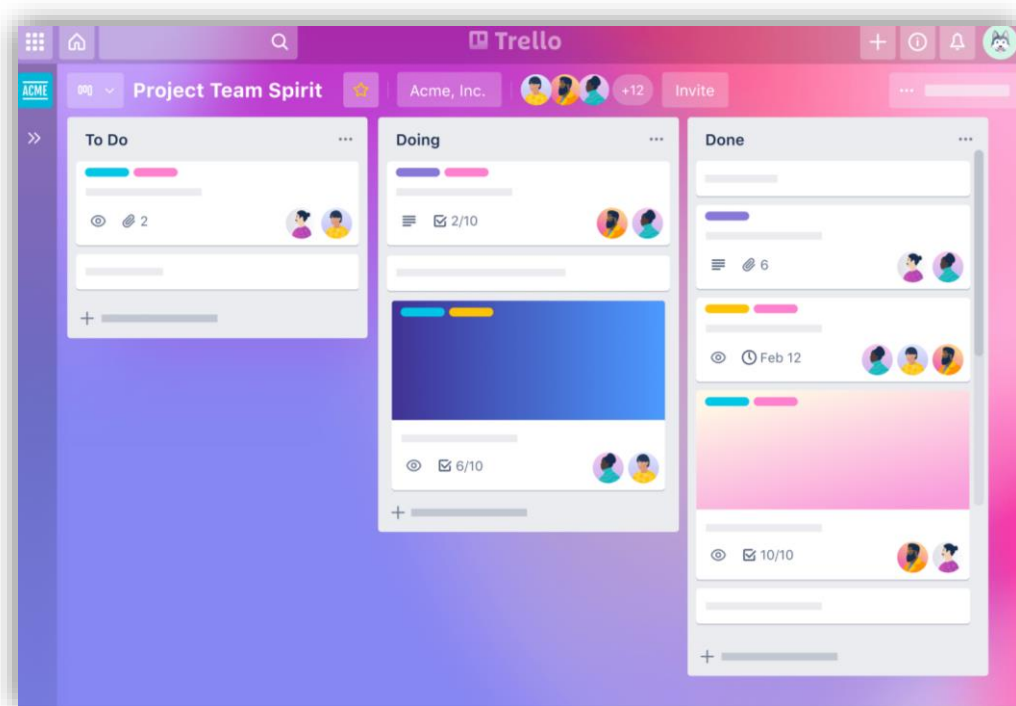 Trello
ACME
Project Team Spirit
Acme, Inc.
+12
Invite
To Do
2
Doing
2/10
6/10
Done
6
Feb 12
10/10